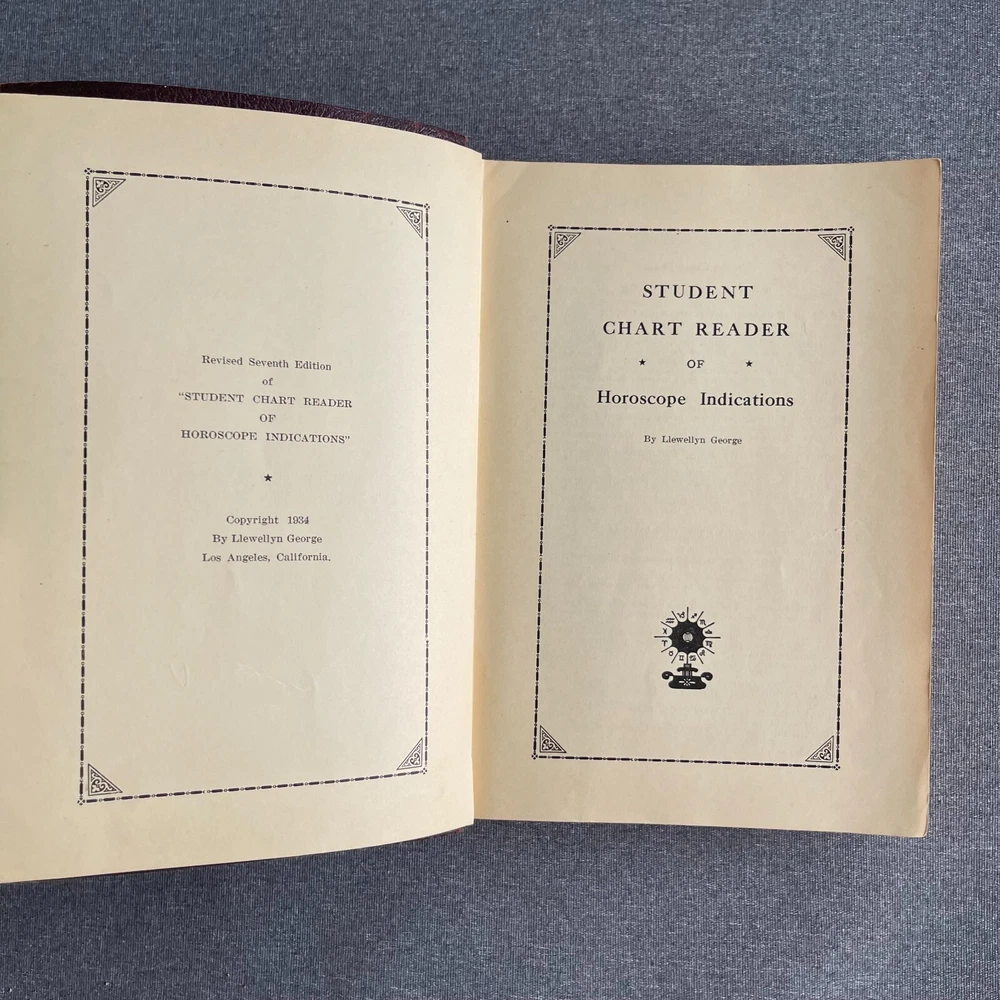 Revised Seventh Edition
of
"STUDENT CHART READER
OF
HOROSCOPE INDICATIONS"
★
Copyright 1934
By Llewellyn George
Los Angeles, California.
STUDENT
CHART READER
★ OF ★
Horoscope Indications
By Llewellyn George